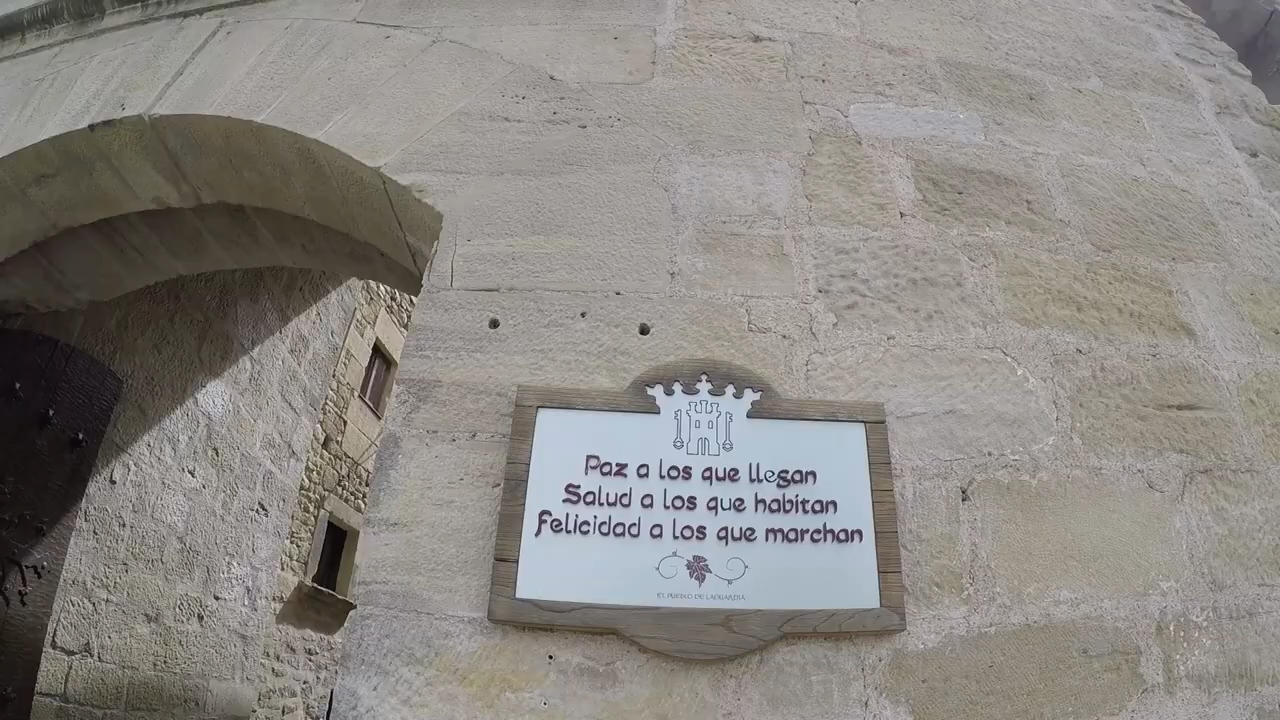 Paz a los que llegan
Salud a los que habitan
Felicidad a los que marchan
EL PUEBLO DE LAGUARDIA